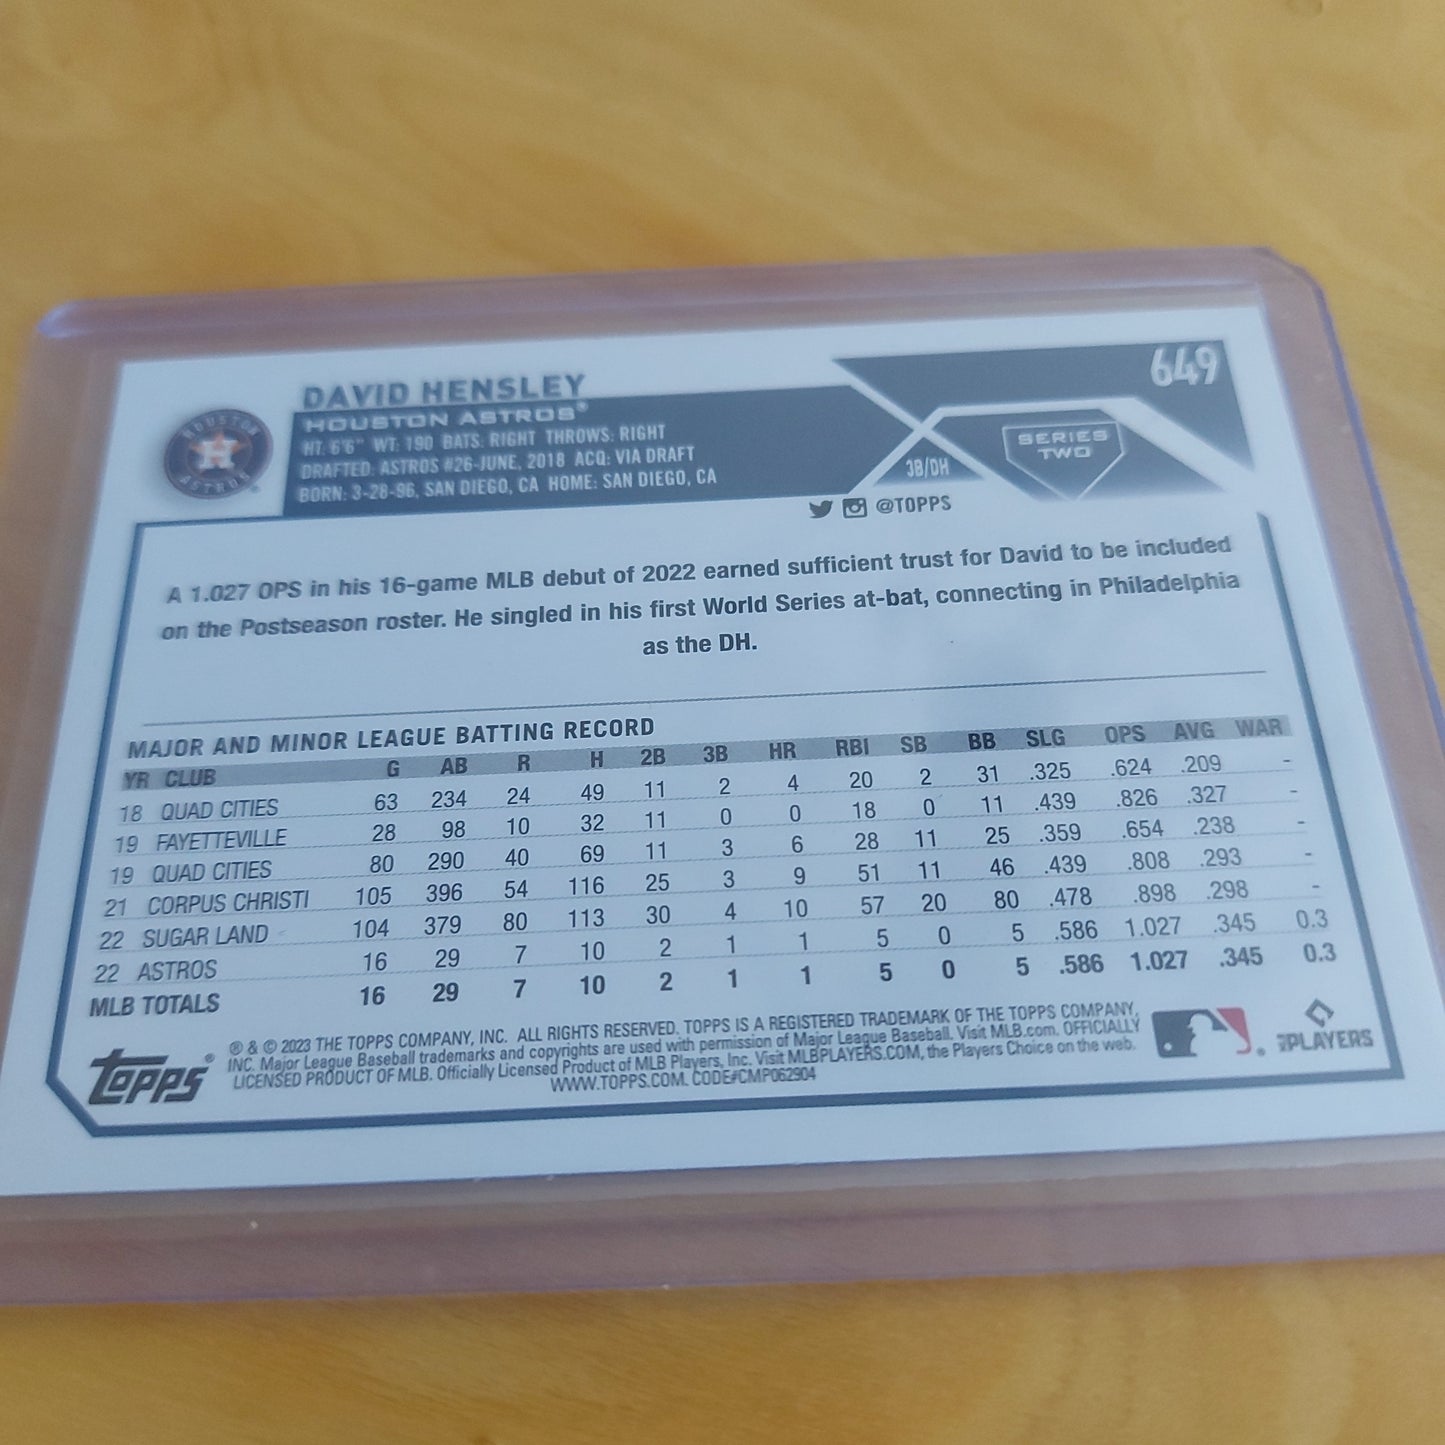 649
DAVID HENSLEY
HOUSTON ASTROS®
HT: 6'6" WT: 190 BATS: RIGHT THROWS: RIGHT
DRAFTED: ASTROS #26-JUNE, 2018 ACQ: VIA DRAFT
BORN: 3-28-96, SAN DIEGO, CA HOME: SAN DIEGO, CA
HOUSTON
H
ASTROS
3B/DH
SERIES
TWO
@TOPPS
A 1.027 OPS in his 16-game MLB debut of 2022 earned sufficient trust for David to be included
on the Postseason roster. He singled in his first World Series at-bat, connecting in Philadelphia
as the DH.
MAJOR AND MINOR LEAGUE BATTING RECORD
YR CLUB G AB R H 2B 3B HR RBI SB BB SLG OPS AVG WAR
18 QUAD CITIES 63 234 24 49 11 2 4 20 2 31 .325 .624 .209 -
19 FAYETTEVILLE 28 98 10 32 11 0 0 18 0 11 .439 .826 .327 -
19 QUAD CITIES 80 290 40 69 11 3 6 28 11 25 .359 .654 .238 -
21 CORPUS CHRISTI 105 396 54 116 25 3 9 51 11 46 .439 .808 .293 -
22 SUGAR LAND 104 379 80 113 30 4 10 57 20 80 .478 .898 .298 -
22 ASTROS 16 29 7 10 2 1 1 5 0 5 .586 1.027 .345 0.3
MLB TOTALS 16 29 7 10 2 1 1 5 0 5 .586 1.027 .345 0.3
topps®
® & © 2023 THE TOPPS COMPANY, INC. ALL RIGHTS RESERVED. TOPPS IS A REGISTERED TRADEMARK OF THE TOPPS COMPANY,
INC. Major League Baseball trademarks and copyrights are used with permission of Major League Baseball. Visit MLB.com. OFFICIALLY
LICENSED PRODUCT OF MLB. Officially Licensed Product of MLB Players, Inc. Visit MLBPLAYERS.COM, the Players Choice on the web.
WWW.TOPPS.COM. CODE#CMP062904
PLAYERS